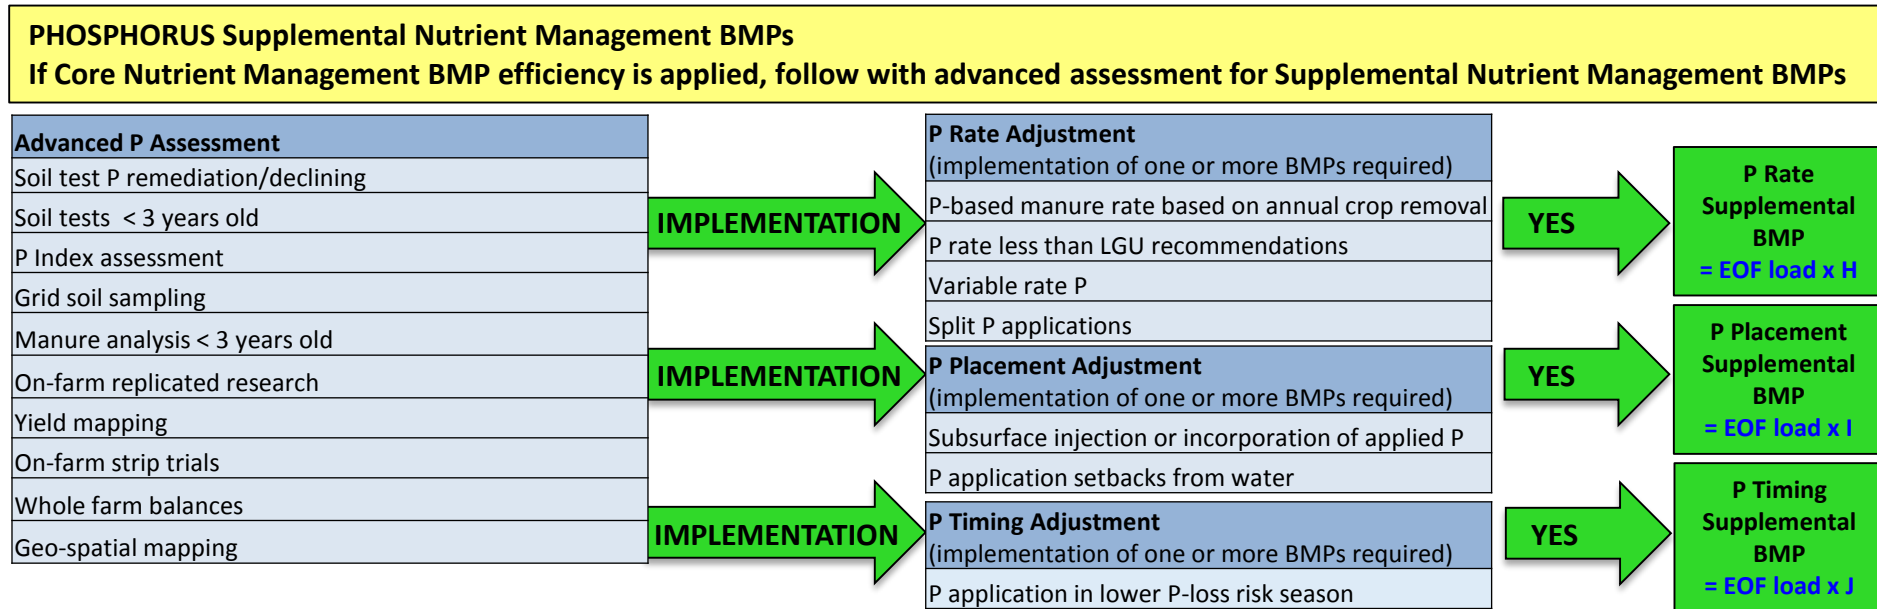 PHOSPHORUS Supplemental Nutrient Management BMPs
If Core Nutrient Management BMP efficiency is applied, follow with advanced assessment for Supplemental Nutrient Management BMPs
Advanced P Assessment
Soil test P remediation/declining
Soil tests < 3 years old
P Index assessment
Grid soil sampling
Manure analysis < 3 years old
On-farm replicated research
Yield mapping
On-farm strip trials
Whole farm balances
Geo-spatial mapping
IMPLEMENTATION
IMPLEMENTATION
IMPLEMENTATION
P Rate Adjustment
(implementation of one or more BMPs required)
P-based manure rate based on annual crop removal
P rate less than LGU recommendations
Variable rate P
Split P applications
P Placement Adjustment
(implementation of one or more BMPs required)
Subsurface injection or incorporation of applied P
P application setbacks from water
P Timing Adjustment
(implementation of one or more BMPs required)
P application in lower P-loss risk season
YES
YES
YES
P Rate
Supplemental
BMP
= EOF load x H
P Placement
Supplemental
BMP
= EOF load x I
P Timing
Supplemental
BMP
= EOF load x J